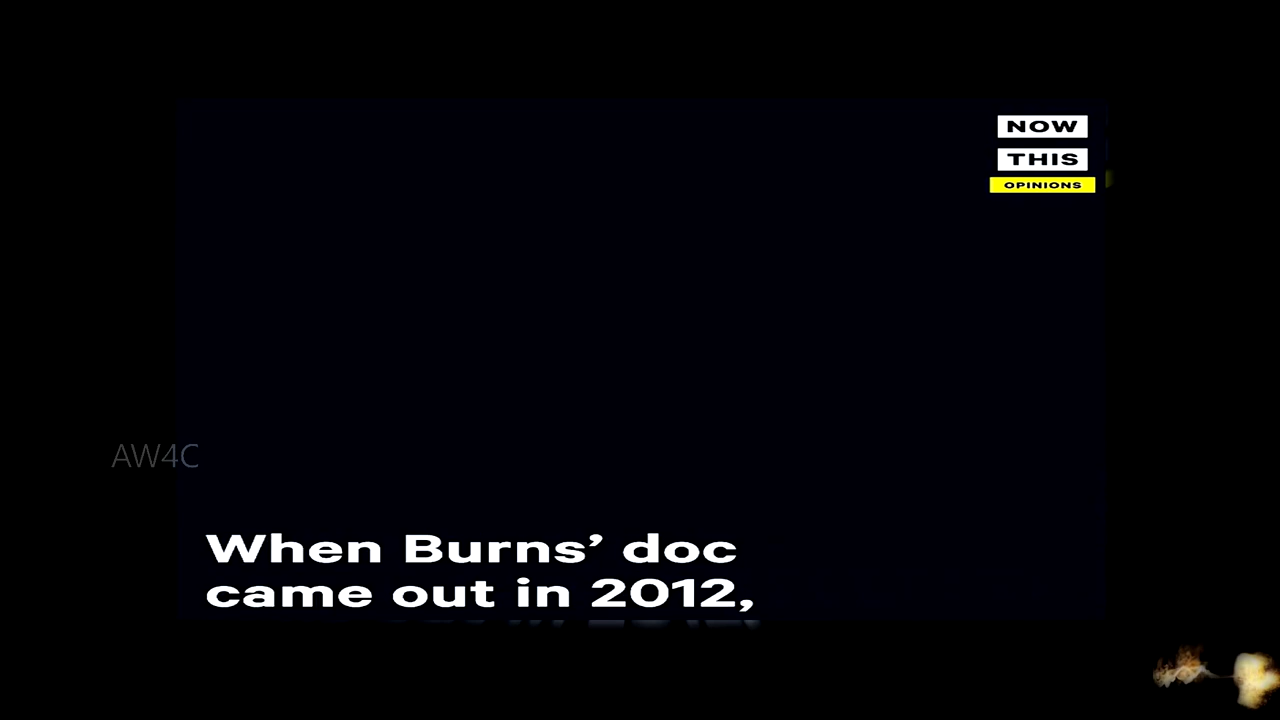 NOW
THIS
OPINIONS
AW4C
When Burns’ doc
came out in 2012,